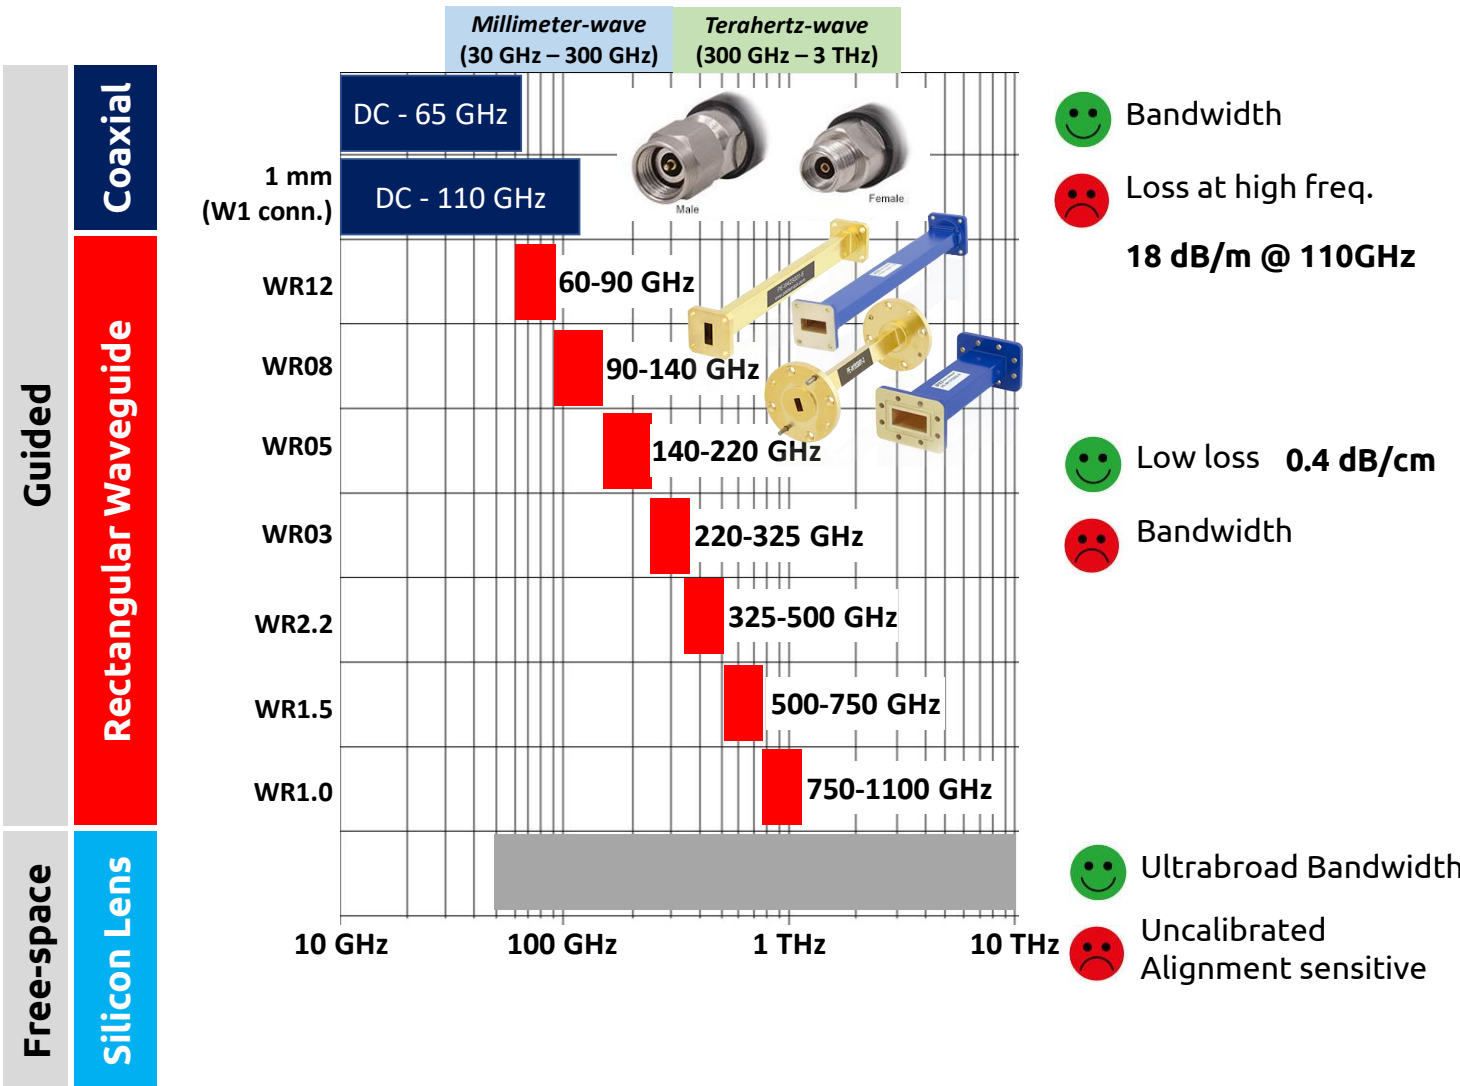 Millimeter-wave
(30 GHz – 300 GHz)
Terahertz-wave
(300 GHz – 3 THz)
Guided
Coaxial
DC - 65 GHz
1 mm
(W1 conn.)
DC - 110 GHz
Male
Female
Bandwidth
Loss at high freq.
18 dB/m @ 110GHz
Rectangular Waveguide
WR12
60-90 GHz
WR08
90-140 GHz
WR05
140-220 GHz
WR03
220-325 GHz
WR2.2
325-500 GHz
WR1.5
500-750 GHz
WR1.0
750-1100 GHz
Low loss 0.4 dB/cm
Bandwidth
Free-space
Silicon Lens
Ultrabroad Bandwidth
Uncalibrated
Alignment sensitive
10 GHz
100 GHz
1 THz
10 THz